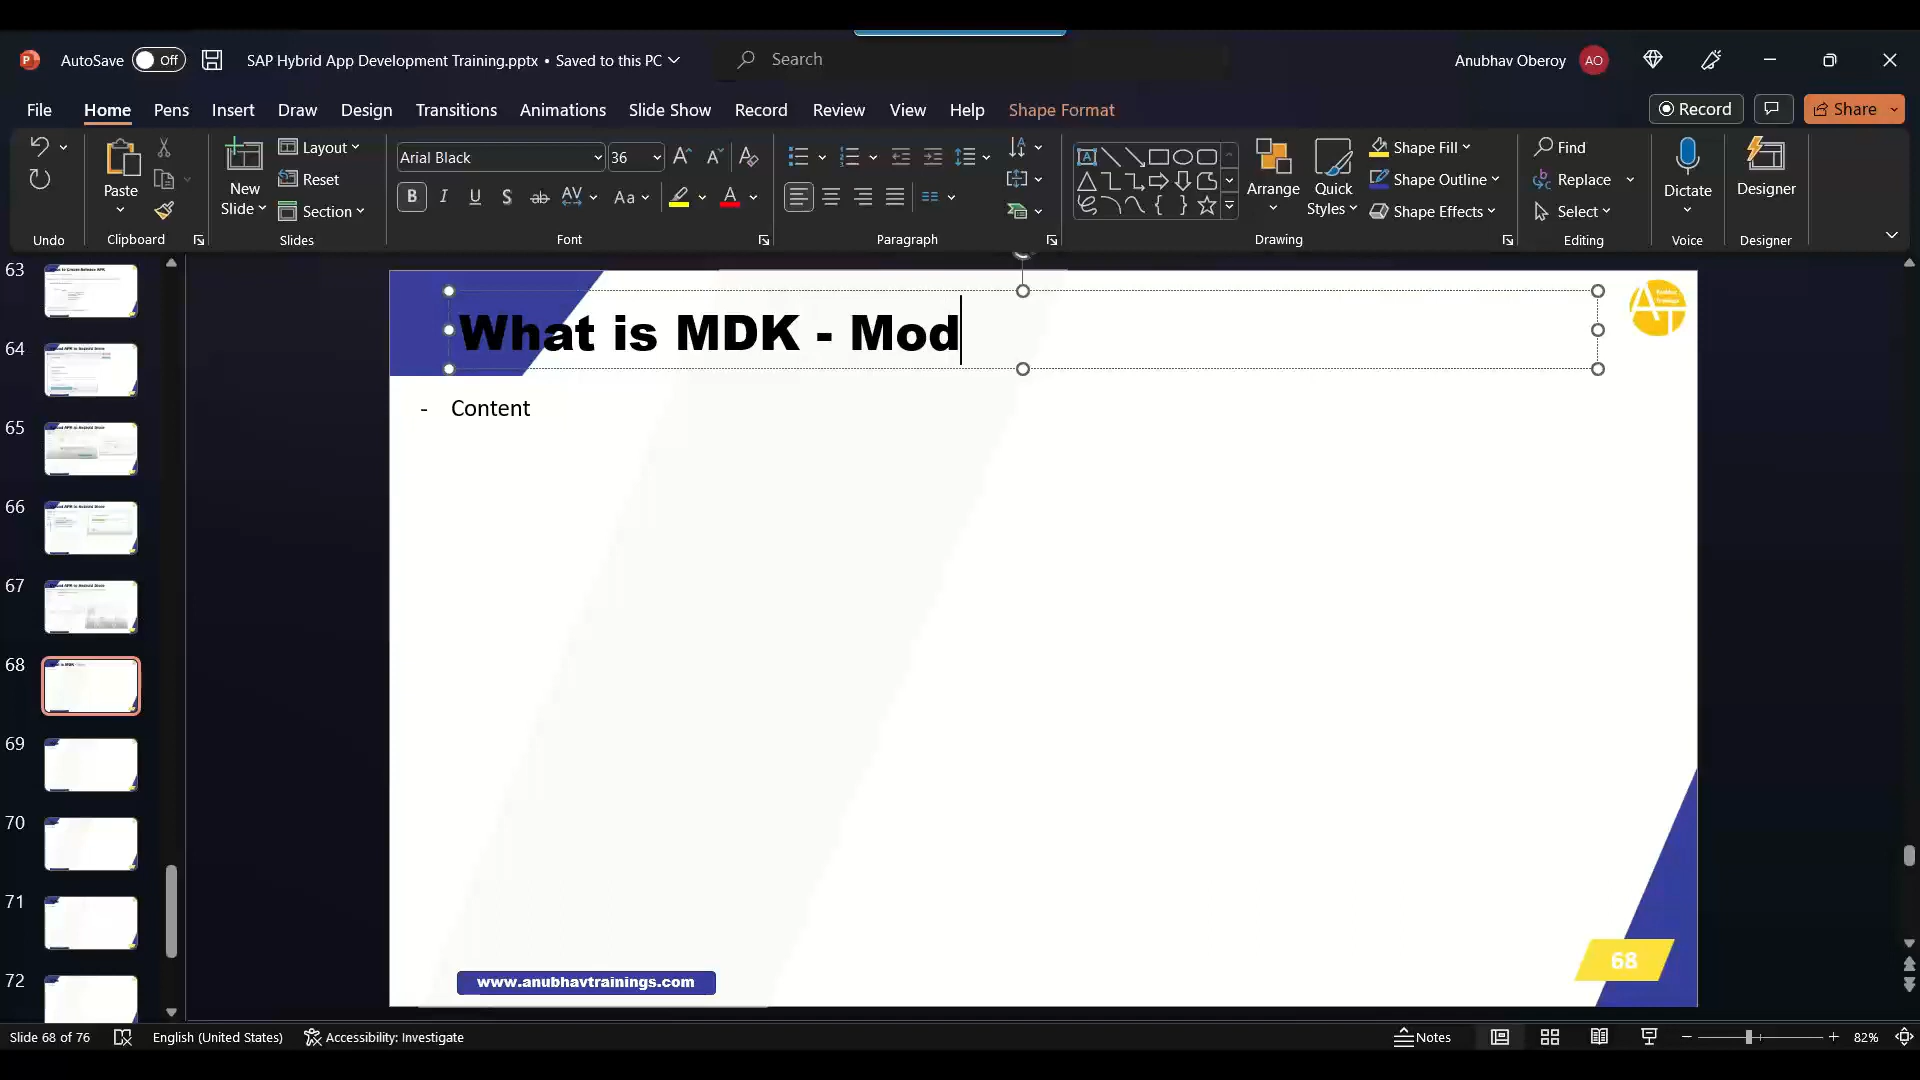 AutoSave Off SAP Hybrid App Development Training.pptx • Saved to this PC Search Anubhav Oberoy AO
File Home Pens Insert Draw Design Transitions Animations Slide Show Record Review View Help Shape Format Record Share
Paste New Slide Layout Reset Section
Arial Black 36
Arrange Quick Styles Shape Fill Shape Outline Shape Effects
Find Replace Select Dictate Designer
Undo Clipboard Slides Font Paragraph Drawing Editing Voice Designer
63
64
65
66
67
68
69
70
71
72
What is MDK - Mod
- Content
www.anubhavtrainings.com
68
Slide 68 of 76 English (United States) Accessibility: Investigate Notes 82%